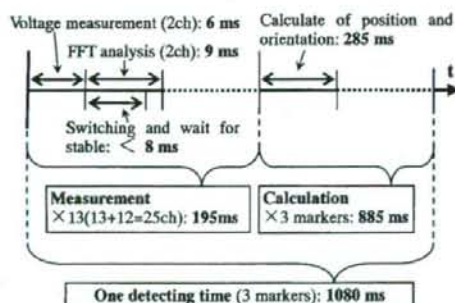 Voltage measurement (2ch): 6 ms
FFT analysis (2ch): 9 ms
Calculate of position and
orientation: 285 ms
t
Switching and wait for
stable: < 8 ms
Measurement
×13(13+12=25ch): 195ms
Calculation
×3 markers: 885 ms
One detecting time (3 markers): 1080 ms